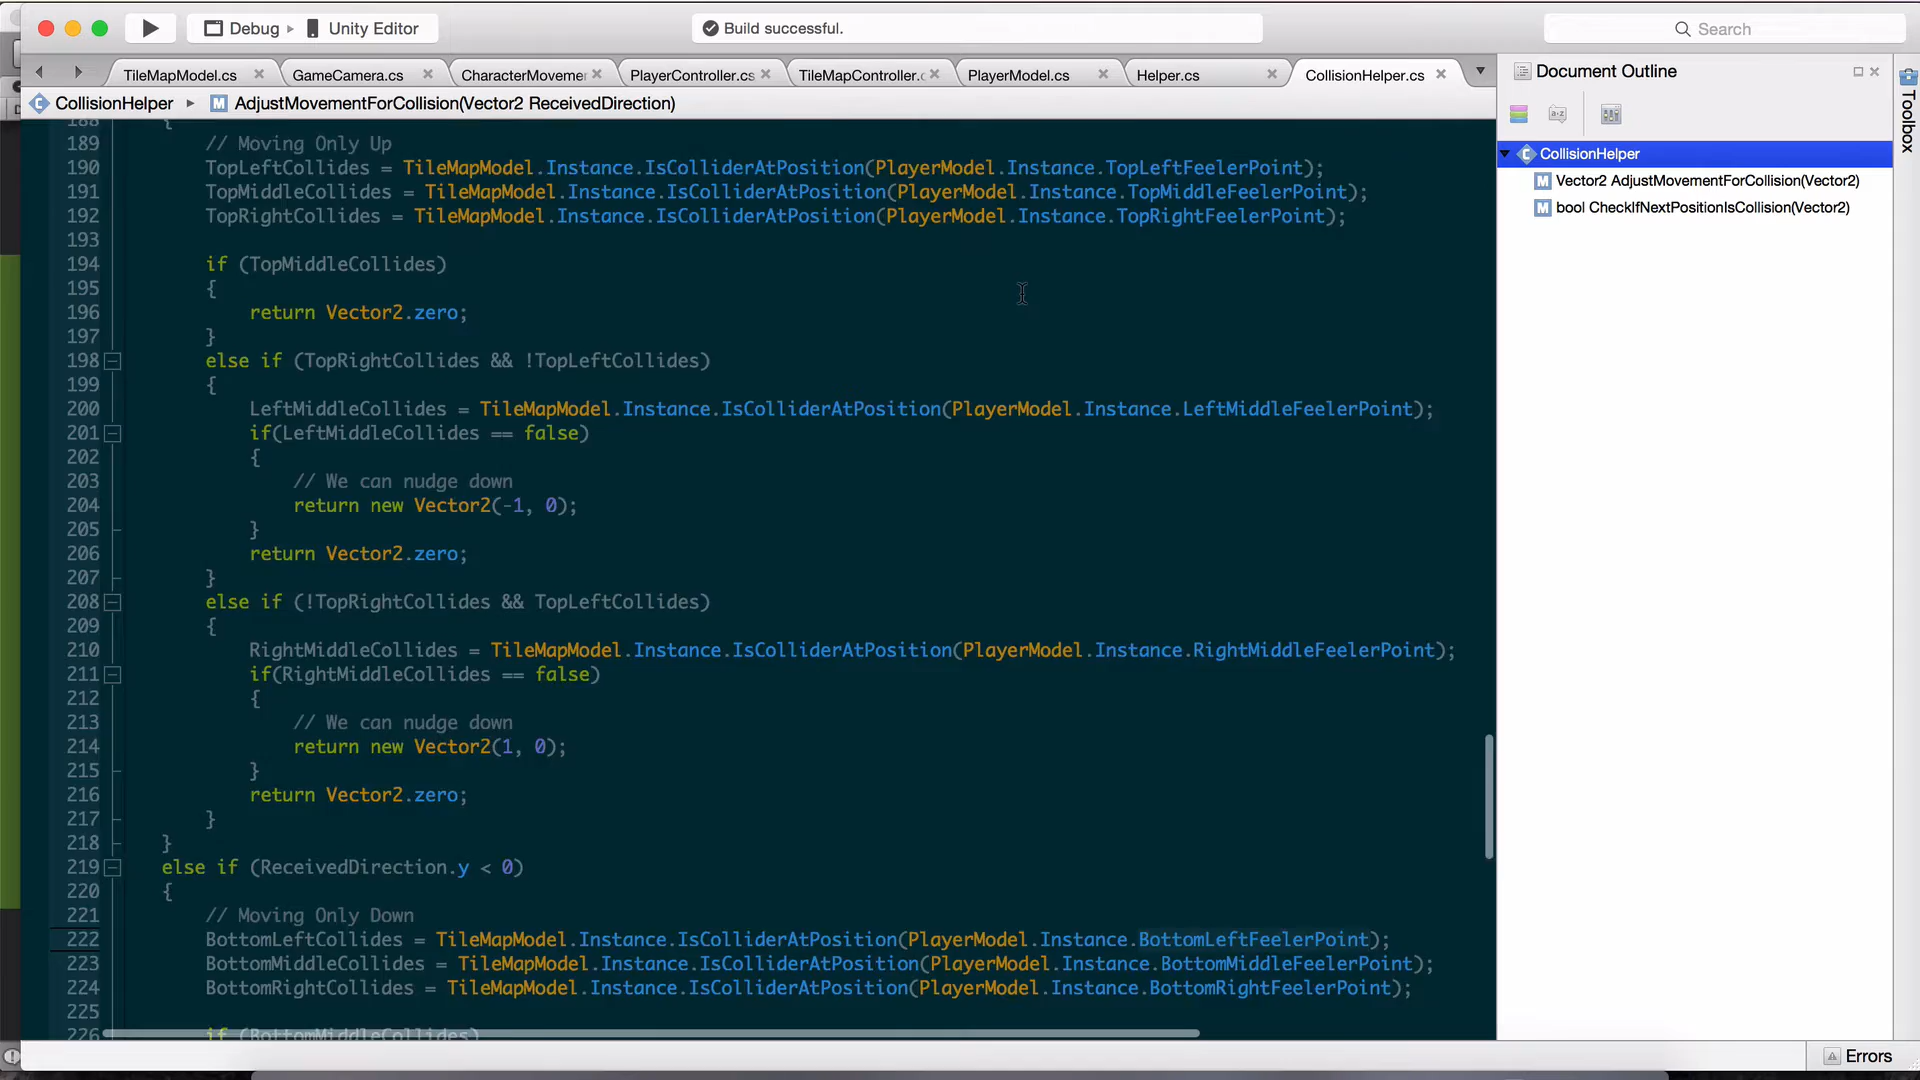 Debug
Unity Editor
Build successful.
Search
TileMapModel.cs
GameCamera.cs
CharacterMoveme
PlayerController.cs
TileMapController.
PlayerModel.cs
Helper.cs
CollisionHelper.cs
Document Outline
Toolbox
CollisionHelper
AdjustMovementForCollision(Vector2 ReceivedDirection)
CollisionHelper
Vector2 AdjustMovementForCollision(Vector2)
bool CheckIfNextPositionIsCollision(Vector2)
188 {
189 // Moving Only Up
190 TopLeftCollides = TileMapModel.Instance.IsColliderAtPosition(PlayerModel.Instance.TopLeftFeelerPoint);
191 TopMiddleCollides = TileMapModel.Instance.IsColliderAtPosition(PlayerModel.Instance.TopMiddleFeelerPoint);
192 TopRightCollides = TileMapModel.Instance.IsColliderAtPosition(PlayerModel.Instance.TopRightFeelerPoint);
193
194 if (TopMiddleCollides)
195 {
196 return Vector2.zero;
197 }
198 else if (TopRightCollides && !TopLeftCollides)
199 {
200 LeftMiddleCollides = TileMapModel.Instance.IsColliderAtPosition(PlayerModel.Instance.LeftMiddleFeelerPoint);
201 if(LeftMiddleCollides == false)
202 {
203 // We can nudge down
204 return new Vector2(-1, 0);
205 }
206 return Vector2.zero;
207 }
208 else if (!TopRightCollides && TopLeftCollides)
209 {
210 RightMiddleCollides = TileMapModel.Instance.IsColliderAtPosition(PlayerModel.Instance.RightMiddleFeelerPoint);
211 if(RightMiddleCollides == false)
212 {
213 // We can nudge down
214 return new Vector2(1, 0);
215 }
216 return Vector2.zero;
217 }
218 }
219 else if (ReceivedDirection.y < 0)
220 {
221 // Moving Only Down
222 BottomLeftCollides = TileMapModel.Instance.IsColliderAtPosition(PlayerModel.Instance.BottomLeftFeelerPoint);
223 BottomMiddleCollides = TileMapModel.Instance.IsColliderAtPosition(PlayerModel.Instance.BottomMiddleFeelerPoint);
224 BottomRightCollides = TileMapModel.Instance.IsColliderAtPosition(PlayerModel.Instance.BottomRightFeelerPoint);
225
226 if (BottomMiddleCollides)
Errors